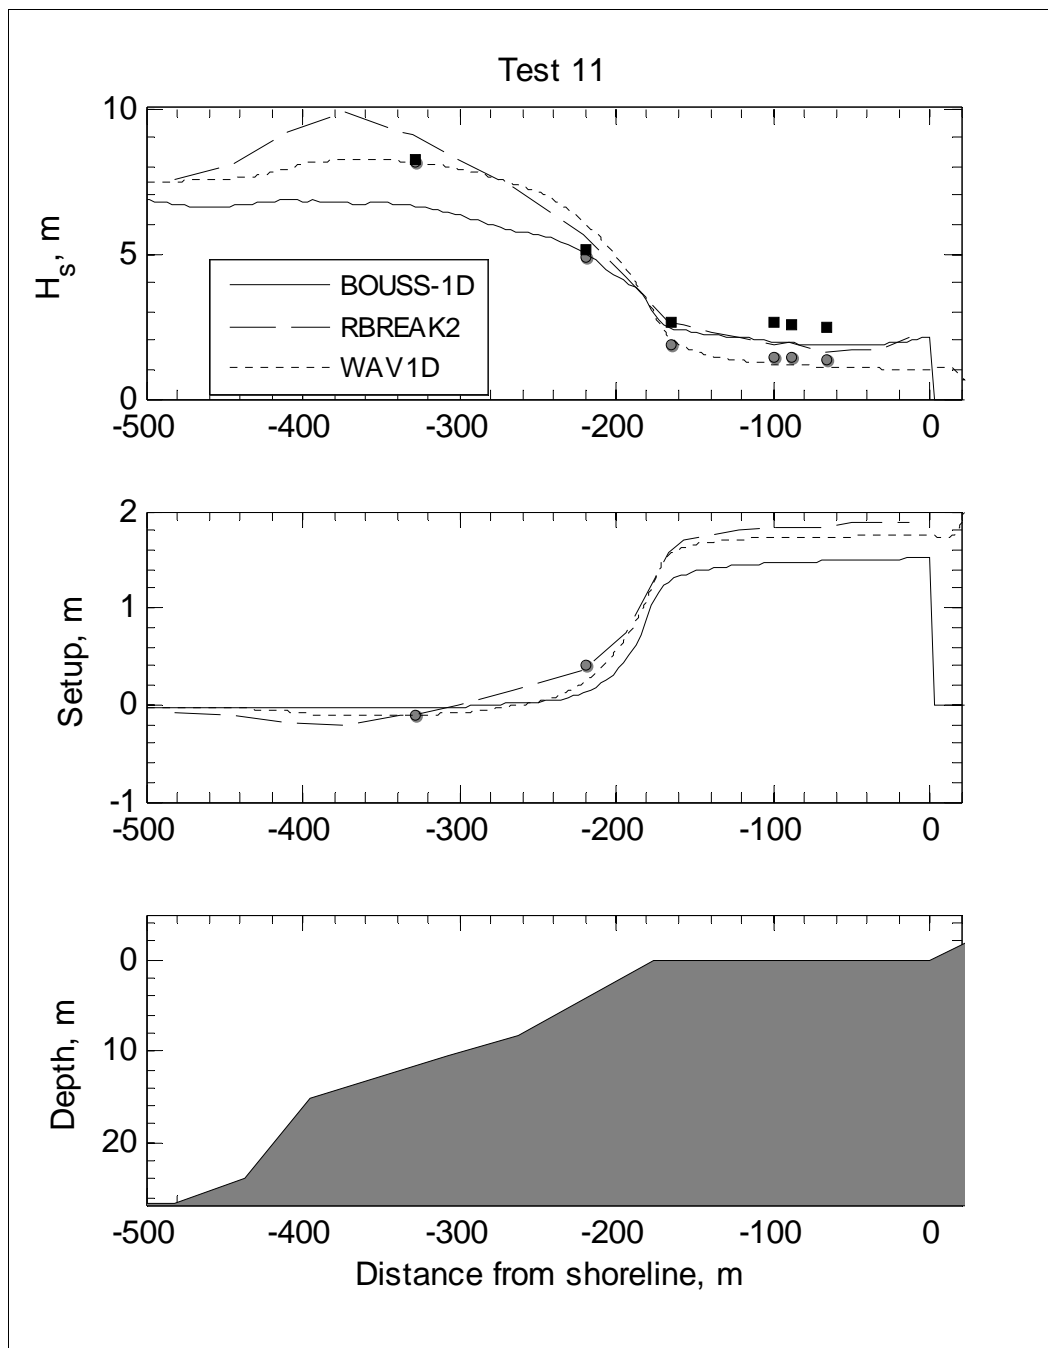 Test 11
10
5
0
H_s, m
BOUSS-1D
RBREAK2
WAV1D
-500 -400 -300 -200 -100 0
2
1
0
-1
Setup, m
-500 -400 -300 -200 -100 0
0
10
20
Depth, m
-500 -400 -300 -200 -100 0
Distance from shoreline, m